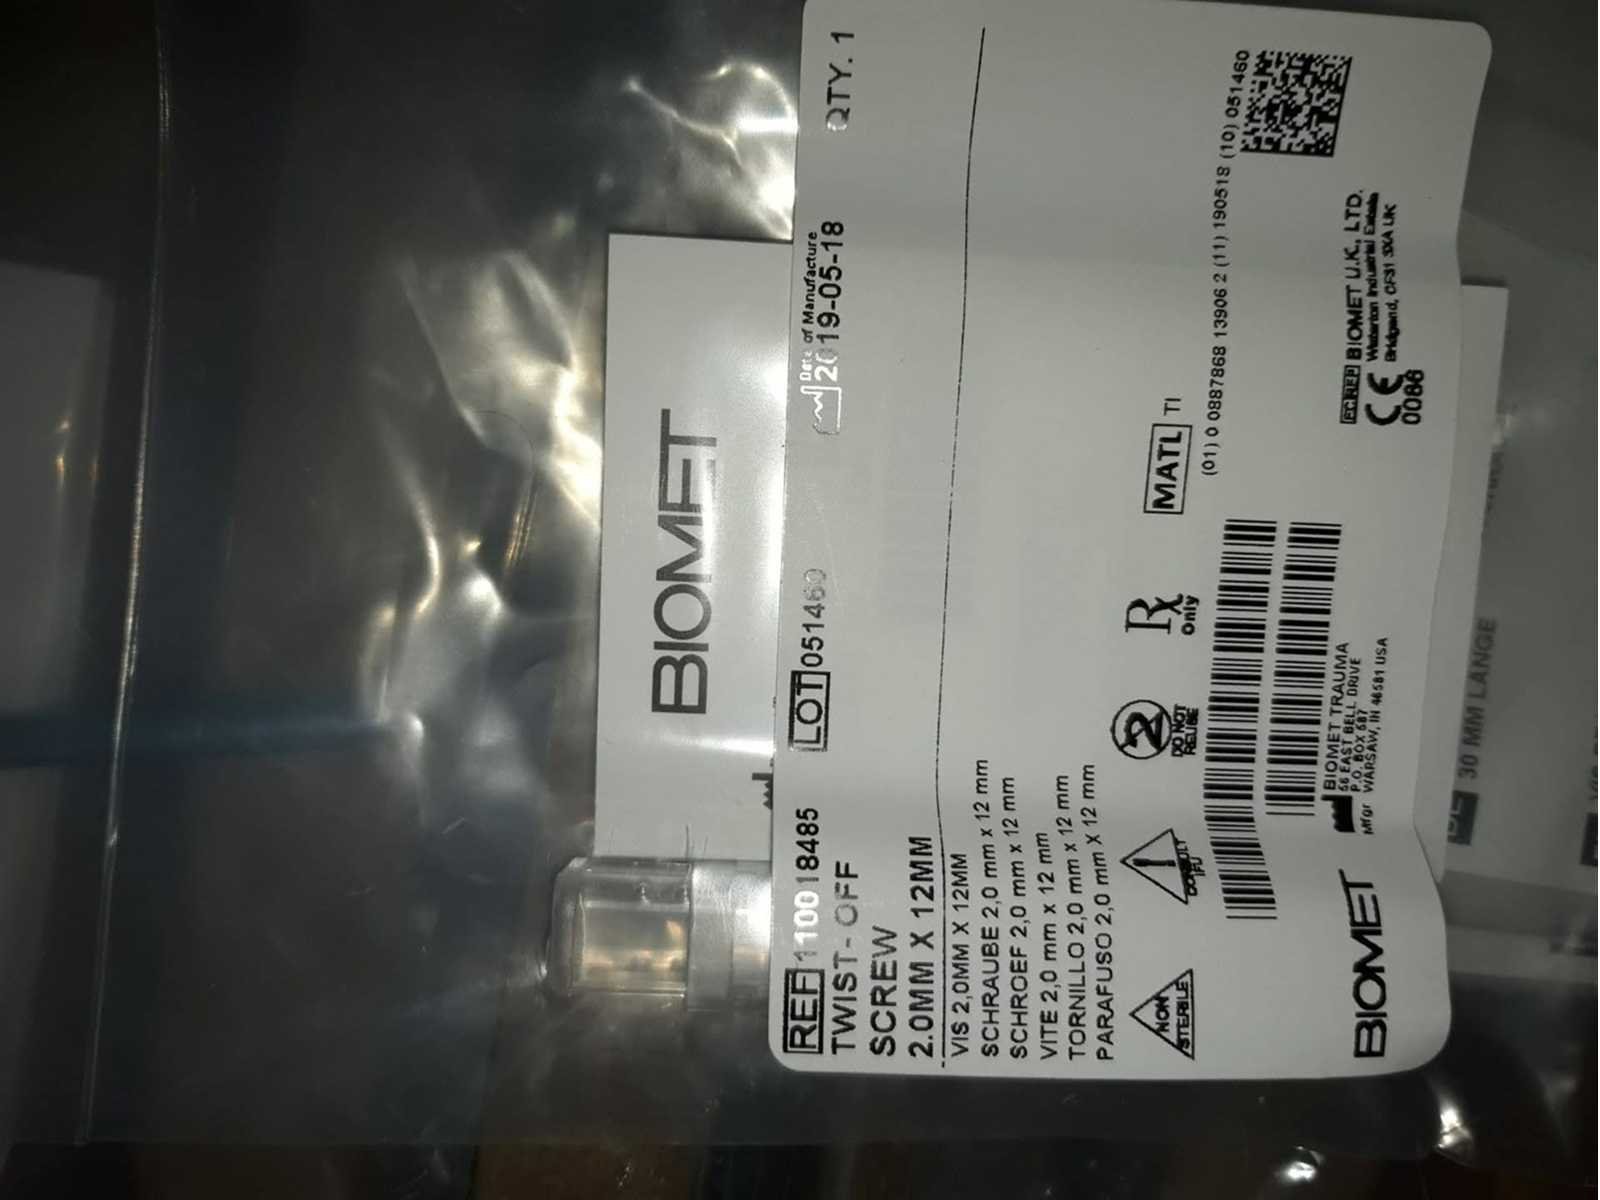 BIOMET
REF 110018485
LOT 051460
Date of Manufacture
2019-05-18
QTY. 1
TWIST-OFF
SCREW
2.0MM X 12MM
VIS 2,0MM X 12MM
SCHRAUBE 2,0 mm x 12 mm
SCHROEF 2,0 mm x 12 mm
VITE 2,0 mm x 12 mm
TORNILLO 2,0 mm x 12 mm
PARAFUSO 2,0 mm X 12 mm
NON
STERILE
CONSULT
IFU
2
DO NOT
REUSE
Rx
Only
MATL TI
(01) 0 0887868 13906 2 (11) 190518 (10) 051460
BIOMET
BIOMET TRAUMA
56 EAST BELL DRIVE
P.O. BOX 587
Mfgr WARSAW, IN 46581 USA
EC REP BIOMET U.K., LTD.
Waterton Industrial Estate
Bridgend, CF31 3XA UK
CE
0086
30 MM LANGE